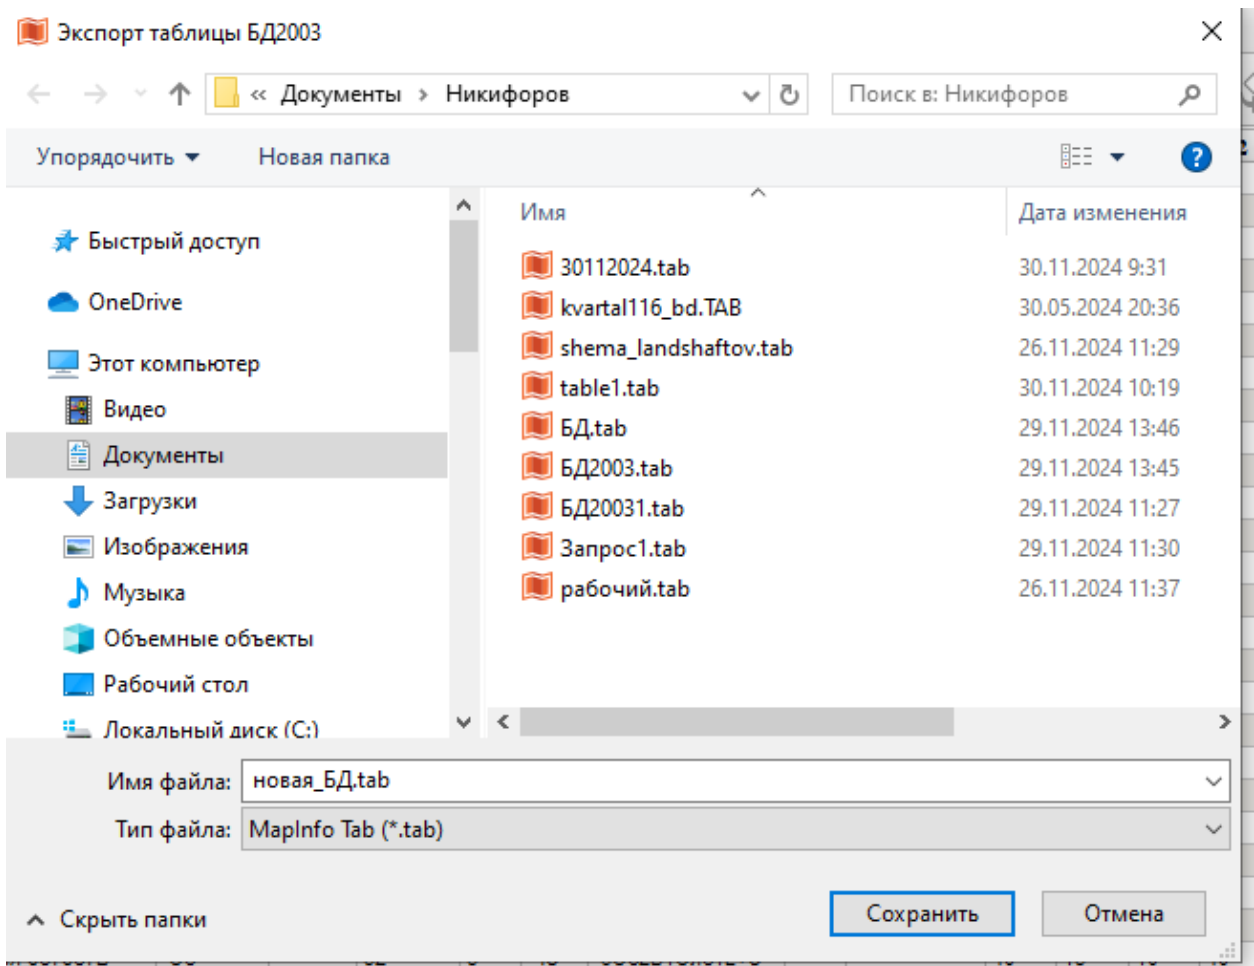 Экспорт таблицы БД2003
« Документы › Никифоров
Поиск в: Никифоров
Упорядочить
Новая папка
?
Имя
Дата изменения
Быстрый доступ
OneDrive
Этот компьютер
Видео
Документы
Загрузки
Изображения
Музыка
Объемные объекты
Рабочий стол
Локальный диск (C:)
30112024.tab 30.11.2024 9:31
kvartal116_bd.TAB 30.05.2024 20:36
shema_landshaftov.tab 26.11.2024 11:29
table1.tab 30.11.2024 10:19
БД.tab 29.11.2024 13:46
БД2003.tab 29.11.2024 13:45
БД20031.tab 29.11.2024 11:27
Запрос1.tab 29.11.2024 11:30
рабочий.tab 26.11.2024 11:37
Имя файла: новая_БД.tab
Тип файла: MapInfo Tab (*.tab)
Скрыть папки
Сохранить
Отмена